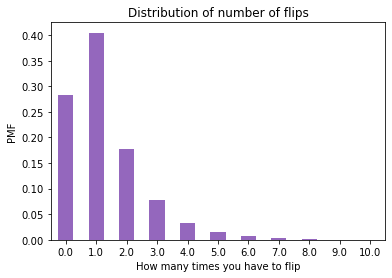 Distribution of number of flips
PMF
0.40
0.35
0.30
0.25
0.20
0.15
0.10
0.05
0.00
0.0 1.0 2.0 3.0 4.0 5.0 6.0 7.0 8.0 9.0 10.0
How many times you have to flip